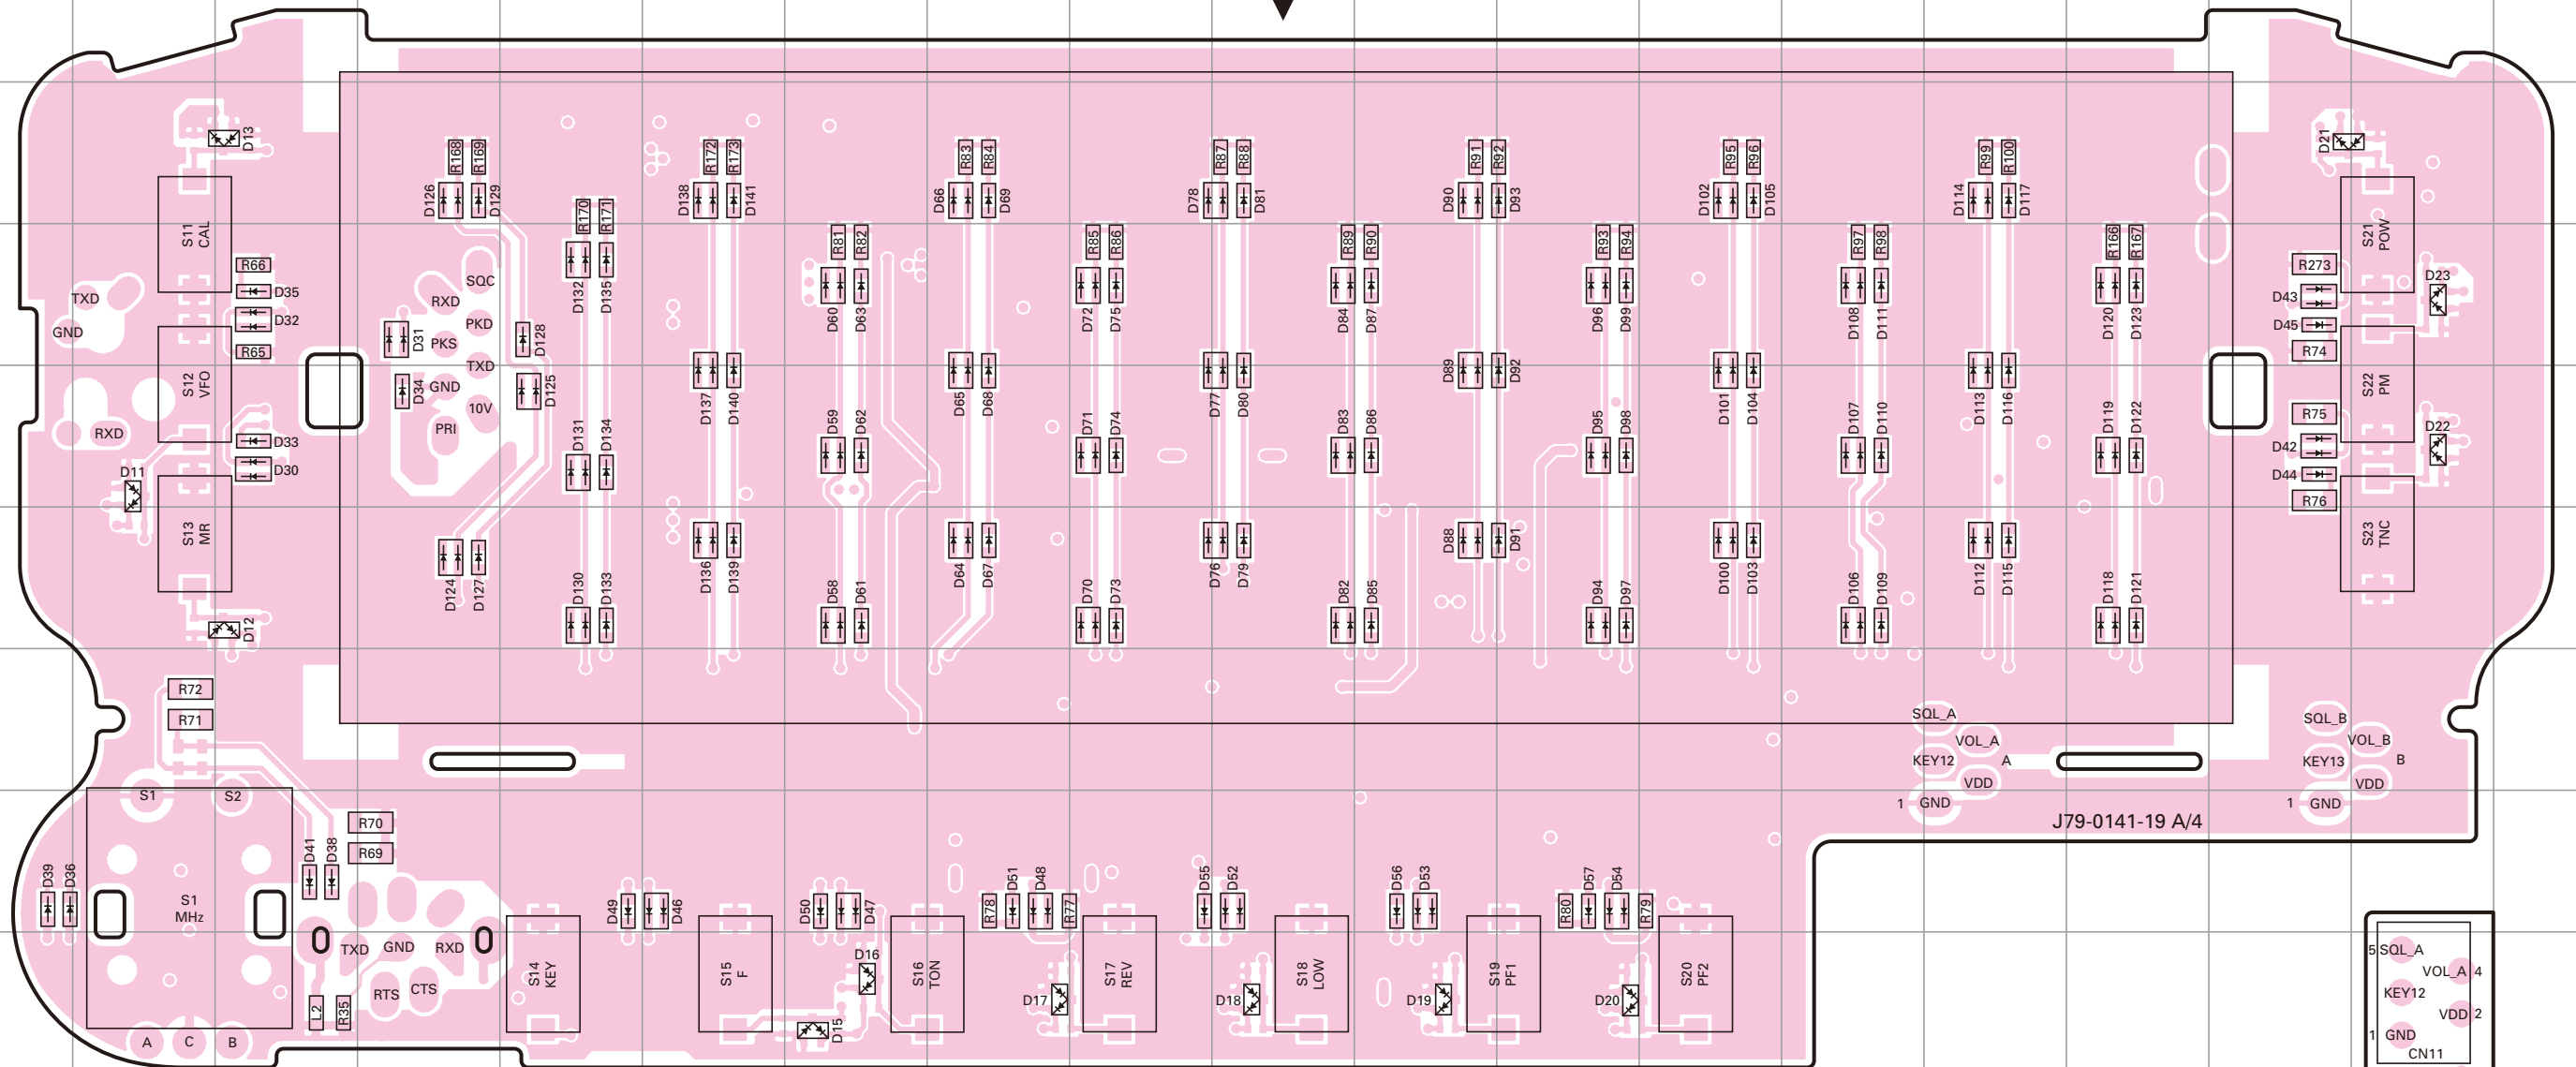 D13
D21
R168 R169
R172 R173
R83 R84
R87 R88
R91 R92
R95 R96
R99 R100
D126 D129
D138 D141
D66 D69
D78 D81
D90 D93
D102 D105
D114 D117
R170 R171
R81 R82
R85 R86
R89 R90
R93 R94
R97 R98
R166 R167
S11
CAL
S21
POW
R66
D35
D32
R65
TXD
GND
RXD
S12
VFO
D33
D30
D11
S13
MR
D12
SQC
RXD
PKD
PKS
TXD
GND
10V
PRI
D31
D34
D128
D125
D132 D135
D60 D63
D72 D75
D84 D87
D96 D99
D108 D111
D120 D123
R273
D43
D45
R74
D23
S22
PM
R75
D42
D44
R76
D22
S23
TNC
D137 D140
D65 D68
D77 D80
D89 D92
D101 D104
D113 D116
D131 D134
D59 D62
D71 D74
D83 D86
D95 D98
D107 D110
D119 D122
D124 D127
D136 D139
D64 D67
D76 D79
D88 D91
D100 D103
D112 D115
D130 D133
D58 D61
D70 D73
D82 D85
D94 D97
D106 D109
D118 D121
R72
R71
SQL_A
VOL_A
KEY12
A
VDD
1 GND
SQL_B
VOL_B
KEY13
B
VDD
1 GND
J79-0141-19 A/4
S1 S2
R70
R69
D41 D38
D39 D36
S1
MHz
TXD GND RXD
RTS CTS
L2 R35
A C B
S14
KEY
D49 D46
S15
F
D50 D47
D16
D15
S16
TON
R78 D51 D48 R77
D17
S17
REV
D55 D52
D18
S18
LOW
D56 D53
D19
S19
PF1
R80 D57 D54 R79
D20
S20
PF2
5 SQL_A
VOL_A 4
KEY12
VDD 2
1 GND
CN11